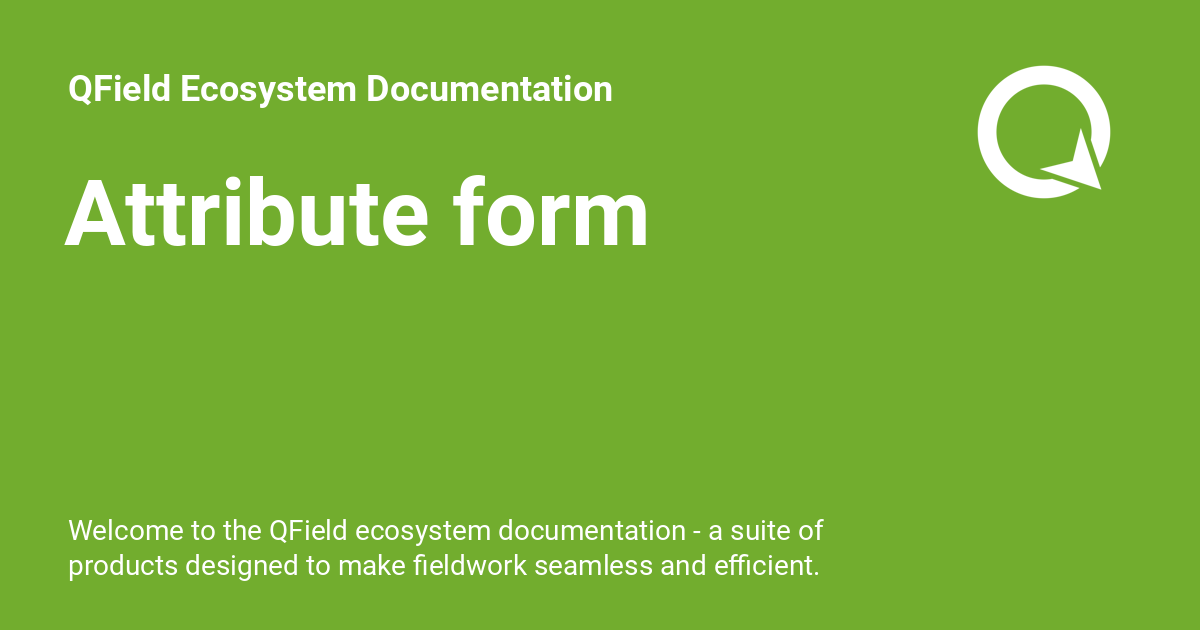 QField Ecosystem Documentation
Attribute form
Welcome to the QField ecosystem documentation - a suite of
products designed to make fieldwork seamless and efficient.